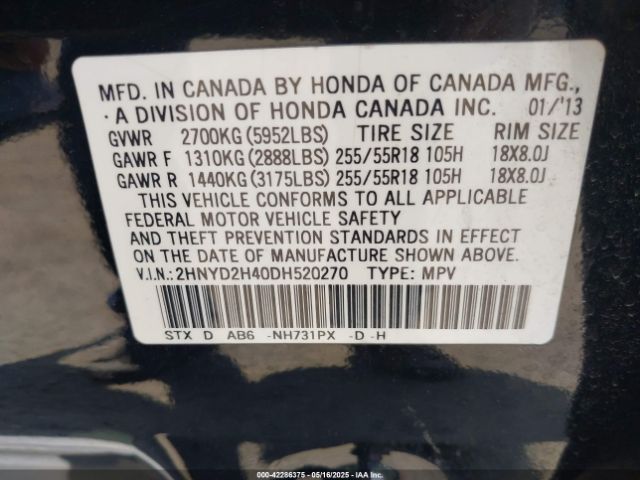 MFD. IN CANADA BY HONDA OF CANADA MFG.,
A DIVISION OF HONDA CANADA INC. 01/'13
GVWR 2700KG (5952LBS) TIRE SIZE RIM SIZE
GAWR F 1310KG (2888LBS) 255/55R18 105H 18X8.0J
GAWR R 1440KG (3175LBS) 255/55R18 105H 18X8.0J
THIS VEHICLE CONFORMS TO ALL APPLICABLE
FEDERAL MOTOR VEHICLE SAFETY
AND THEFT PREVENTION STANDARDS IN EFFECT
ON THE DATE OF MANUFACTURE SHOWN ABOVE.
V.I.N.: 2HNYD2H40DH520270 TYPE: MPV
STX D AB6 -NH731PX -D -H
000-42286375 - 05/16/2025 - IAA Inc.